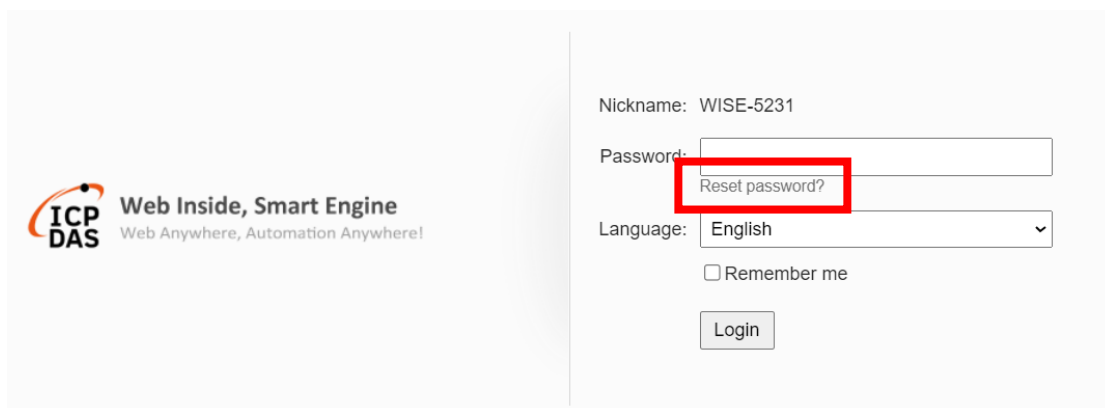 ICP
DAS
Web Inside, Smart Engine
Web Anywhere, Automation Anywhere!
Nickname: WISE-5231
Password:
Reset password?
Language: English
Remember me
Login